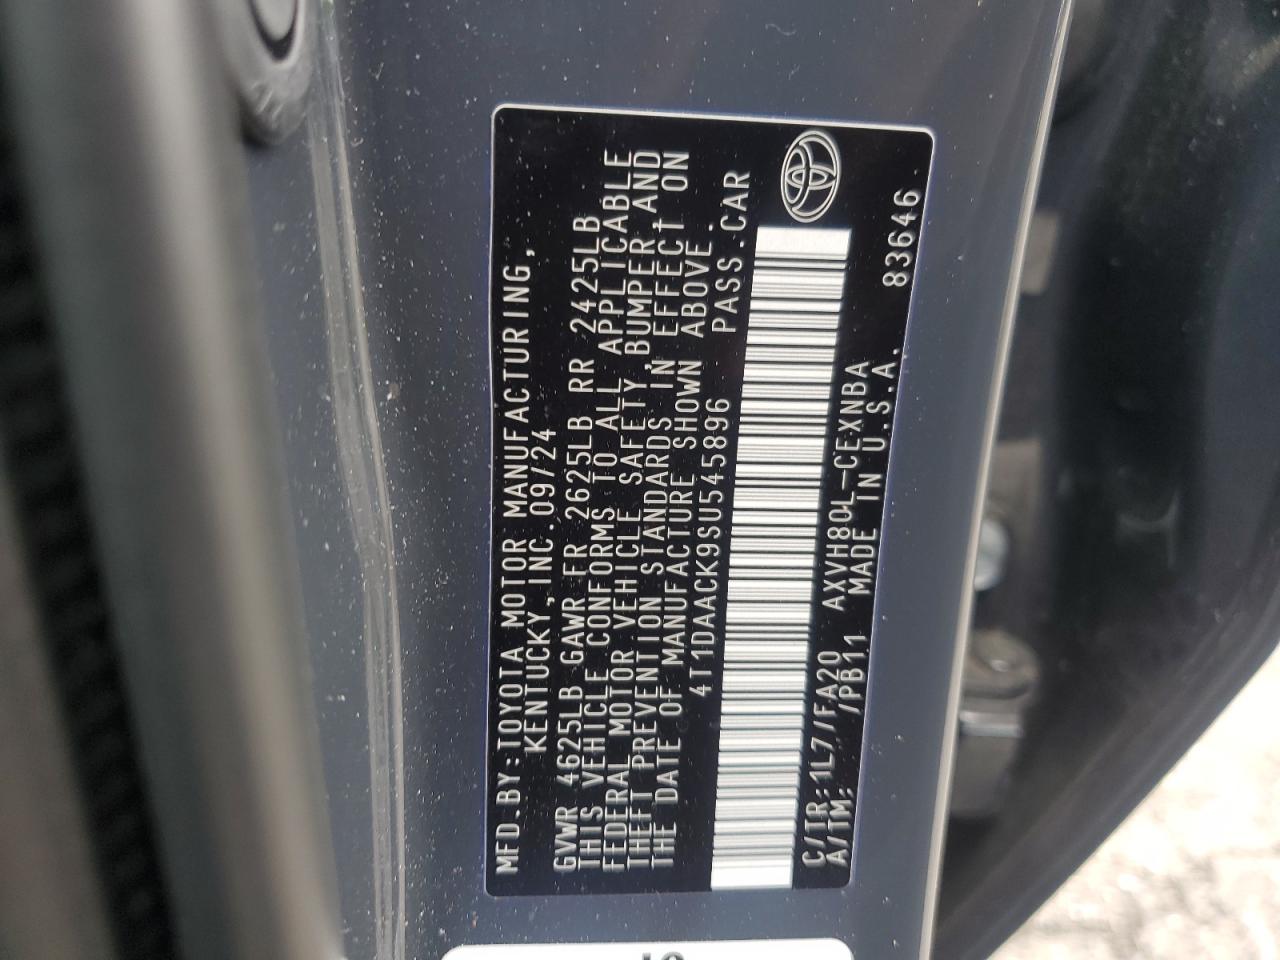 MFD.BY:TOYOTA MOTOR MANUFACTURING,
KENTUCKY,INC.09/24
GVWR 4625LB GAWR FR 2625LB RR 2425LB
THIS VEHICLE CONFORMS TO ALL APPLICABLE
FEDERAL MOTOR VEHICLE SAFETY,BUMPER,AND
THEFT PREVENTION STANDARDS IN EFFECT ON
THE DATE OF MANUFACTURE SHOWN ABOVE.
4T1DAACK9SU545896 PASS.CAR
C/TR:1L7/FA20 AXVH80L-CEXNBA 83646
A/TM: /PB11 MADE IN U.S.A.